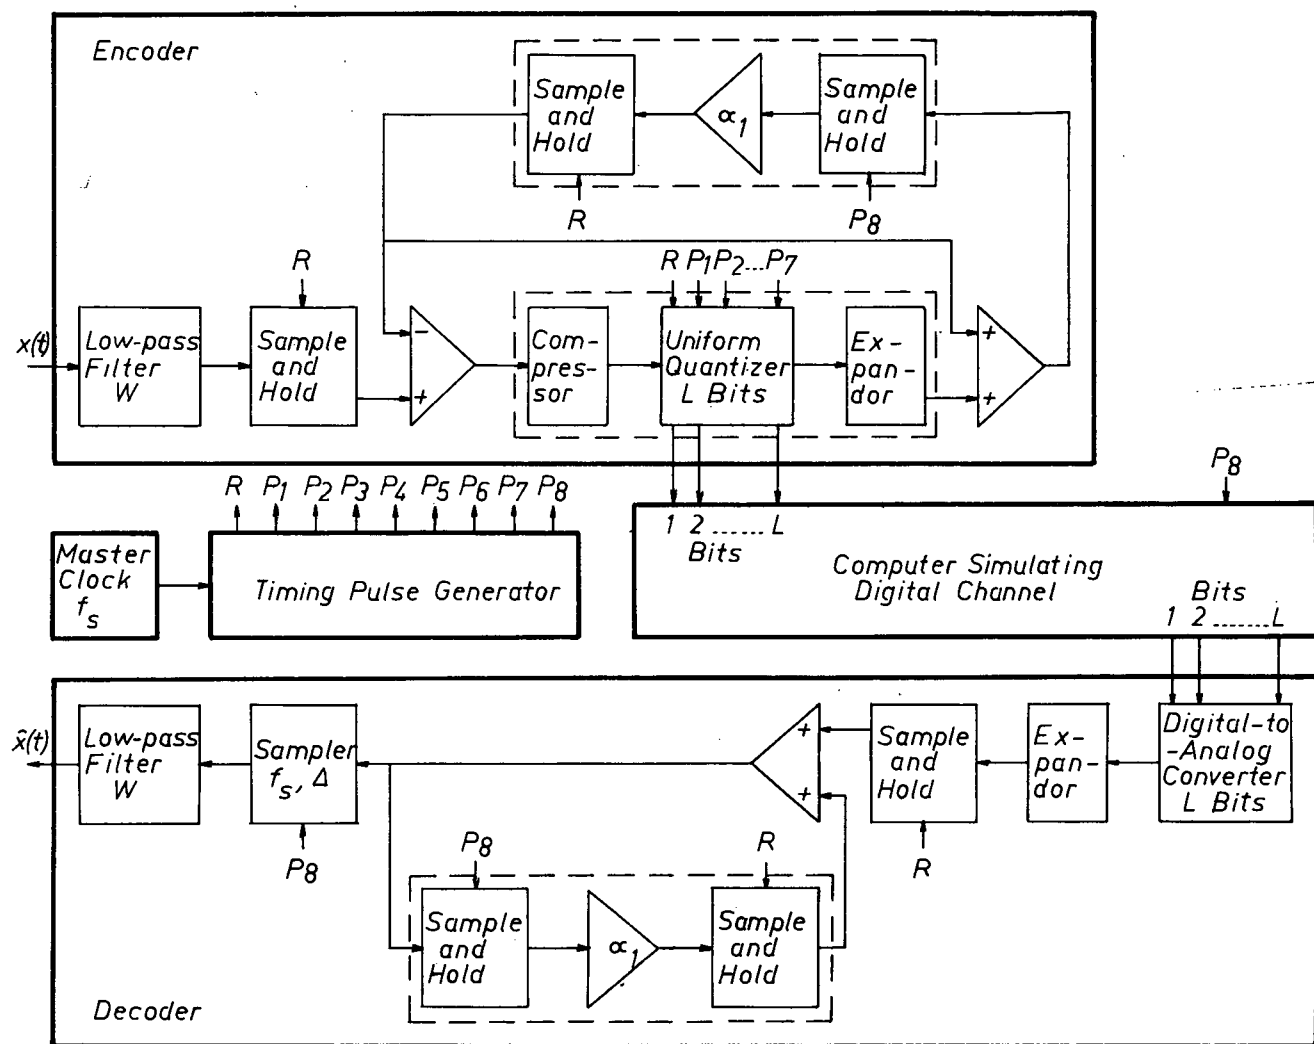 Encoder
Sample
and
Hold
∝1
Sample
and
Hold
R
P8
R
R P1 P2...P7
x(t)
Low-pass
Filter
W
Sample
and
Hold
−
+
Com-
pres-
sor
Uniform
Quantizer
L Bits
Ex-
pan-
dor
+
+
P8
R P1 P2 P3 P4 P5 P6 P7 P8
1 2 ....... L
Bits
Master
Clock
fs
Timing Pulse Generator
Computer Simulating
Digital Channel
Bits
1 2 ....... L
x̂(t)
Low-pass
Filter
W
Sampler
fs, Δ
P8
+
+
Sample
and
Hold
R
Ex-
pan-
dor
Digital-to
-Analog
Converter
L Bits
P8
R
Sample
and
Hold
∝1
Sample
and
Hold
Decoder